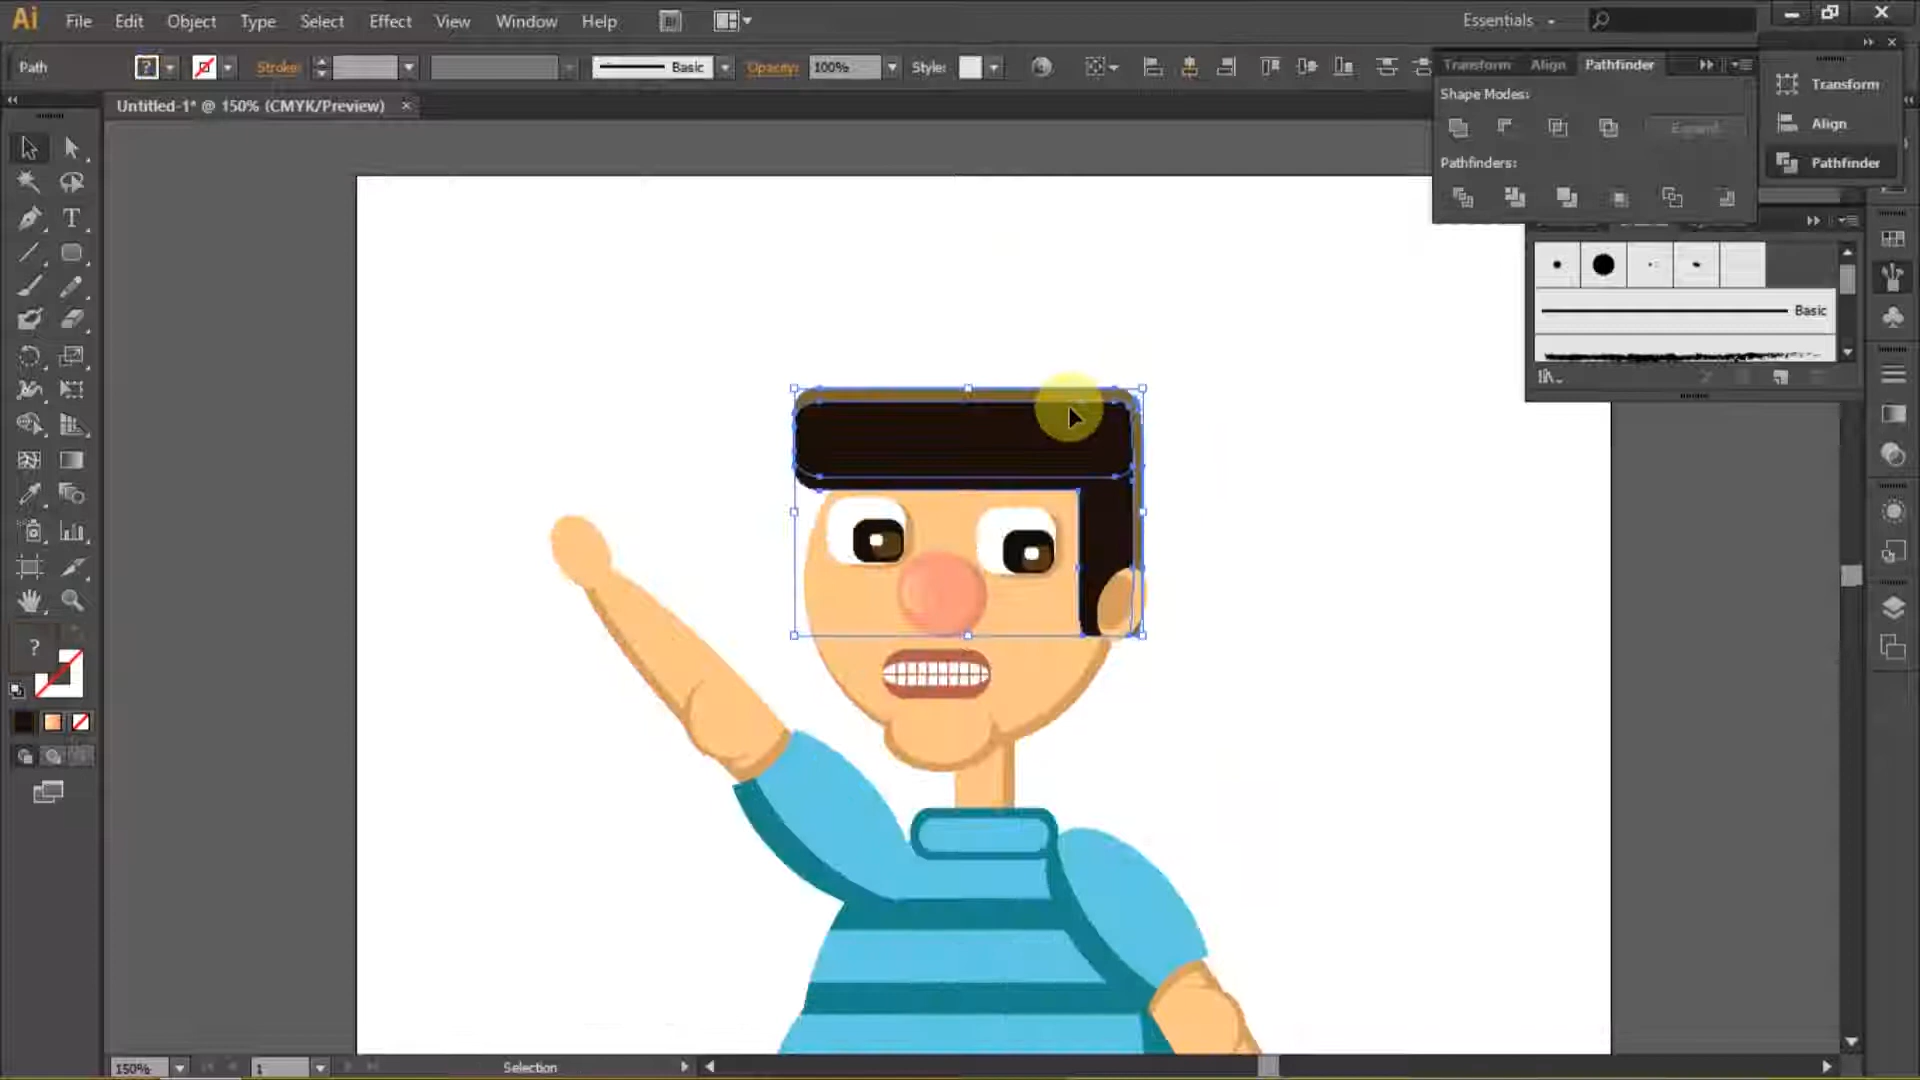 Ai File Edit Object Type Select Effect View Window Help Br Essentials
Path ? Stroke: Basic Opacity: 100% Style:
Transform Align Pathfinder
Untitled-1* @ 150% (CMYK/Preview) ×
Shape Modes:
Expand
Pathfinders:
Transform
Align
Pathfinder
T
Basic
?
150% 1 Selection